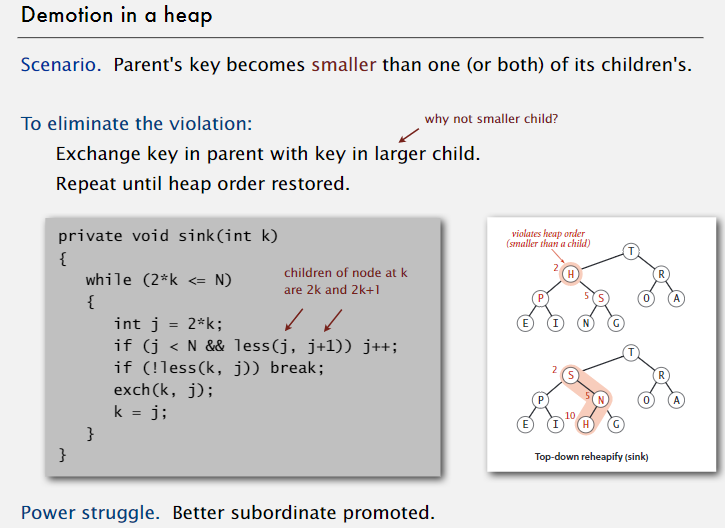 Demotion in a heap
Scenario. Parent's key becomes smaller than one (or both) of its children's.
why not smaller child?
To eliminate the violation:
Exchange key in parent with key in larger child.
Repeat until heap order restored.
private void sink(int k)
{
while (2*k <= N)
children of node at k
are 2k and 2k+1
{
int j = 2*k;
if (j < N && less(j, j+1)) j++;
if (!less(k, j)) break;
exch(k, j);
k = j;
}
}
violates heap order
(smaller than a child)
T
2 H R
P 5 S O A
E I N G
T
2 S R
P 5 N O A
E I 10 H G
Top-down reheapify (sink)
Power struggle. Better subordinate promoted.